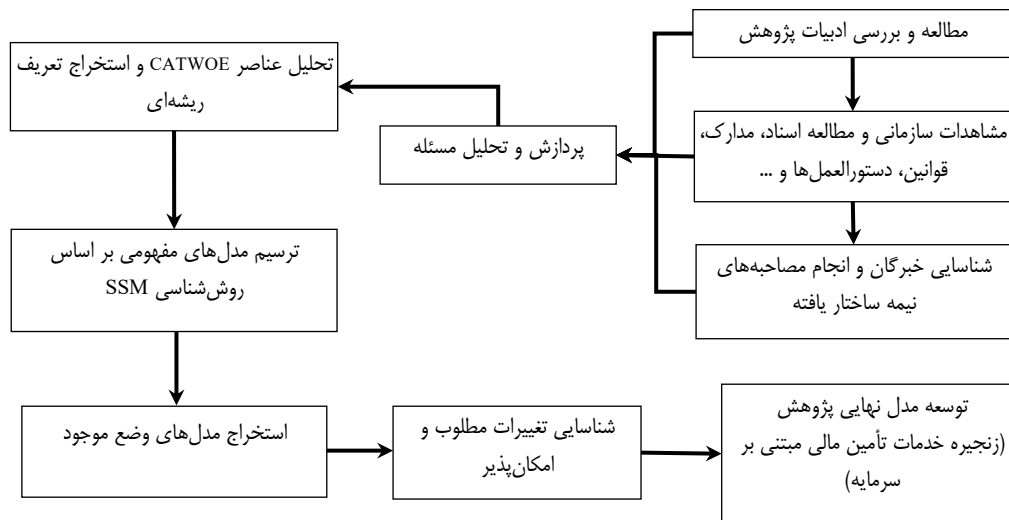 مطالعه و بررسی ادبیات پژوهش
مشاهدات سازمانی و مطالعه اسناد، مدارک،
قوانین، دستورالعمل‌ها و ...
شناسایی خبرگان و انجام مصاحبه‌های
نیمه ساختار یافته
پردازش و تحلیل مسئله
تحلیل عناصر CATWOE و استخراج تعریف
ریشه‌ای
ترسیم مدل‌های مفهومی بر اساس
روش‌شناسی SSM
استخراج مدل‌های وضع موجود
شناسایی تغییرات مطلوب و
امکان‌پذیر
توسعه مدل نهایی پژوهش
(زنجیره خدمات تأمین مالی مبتنی بر
سرمایه)